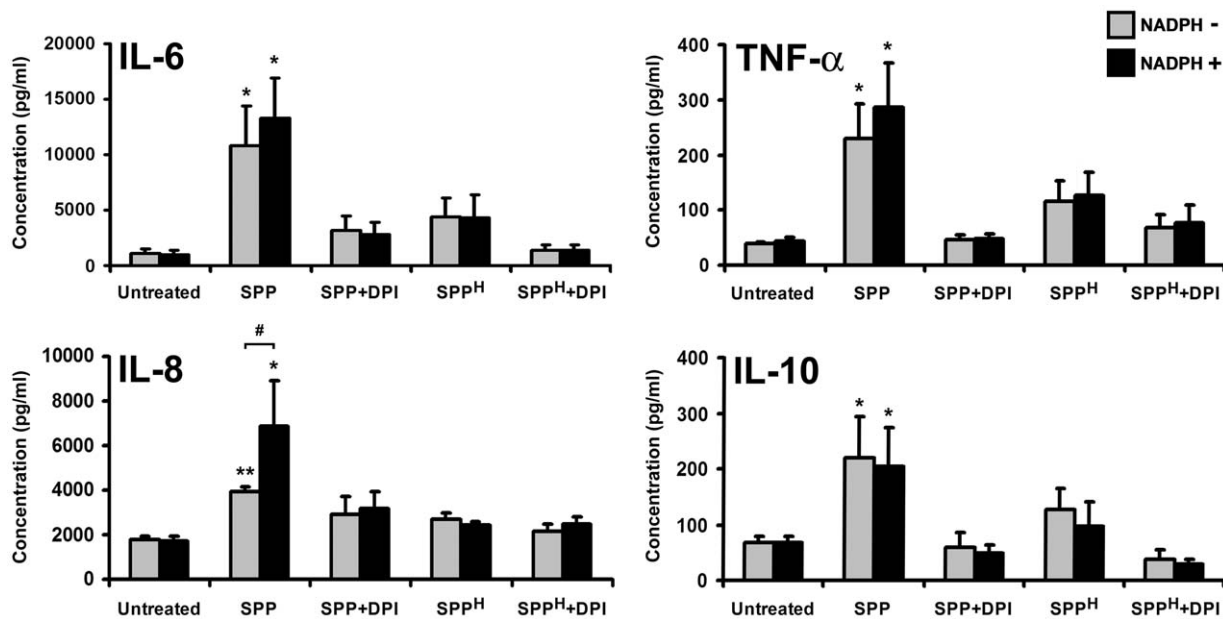 NADPH -
NADPH +
IL-6
Concentration (pg/ml)
20000
15000
10000
5000
0
* *
Untreated SPP SPP+DPI SPPᴴ SPPᴴ+DPI
TNF-α
Concentration (pg/ml)
400
300
200
100
0
* *
Untreated SPP SPP+DPI SPPᴴ SPPᴴ+DPI
IL-8
Concentration (pg/ml)
10000
8000
6000
4000
2000
0
#
** *
Untreated SPP SPP+DPI SPPᴴ SPPᴴ+DPI
IL-10
Concentration (pg/ml)
400
300
200
100
0
* *
Untreated SPP SPP+DPI SPPᴴ SPPᴴ+DPI